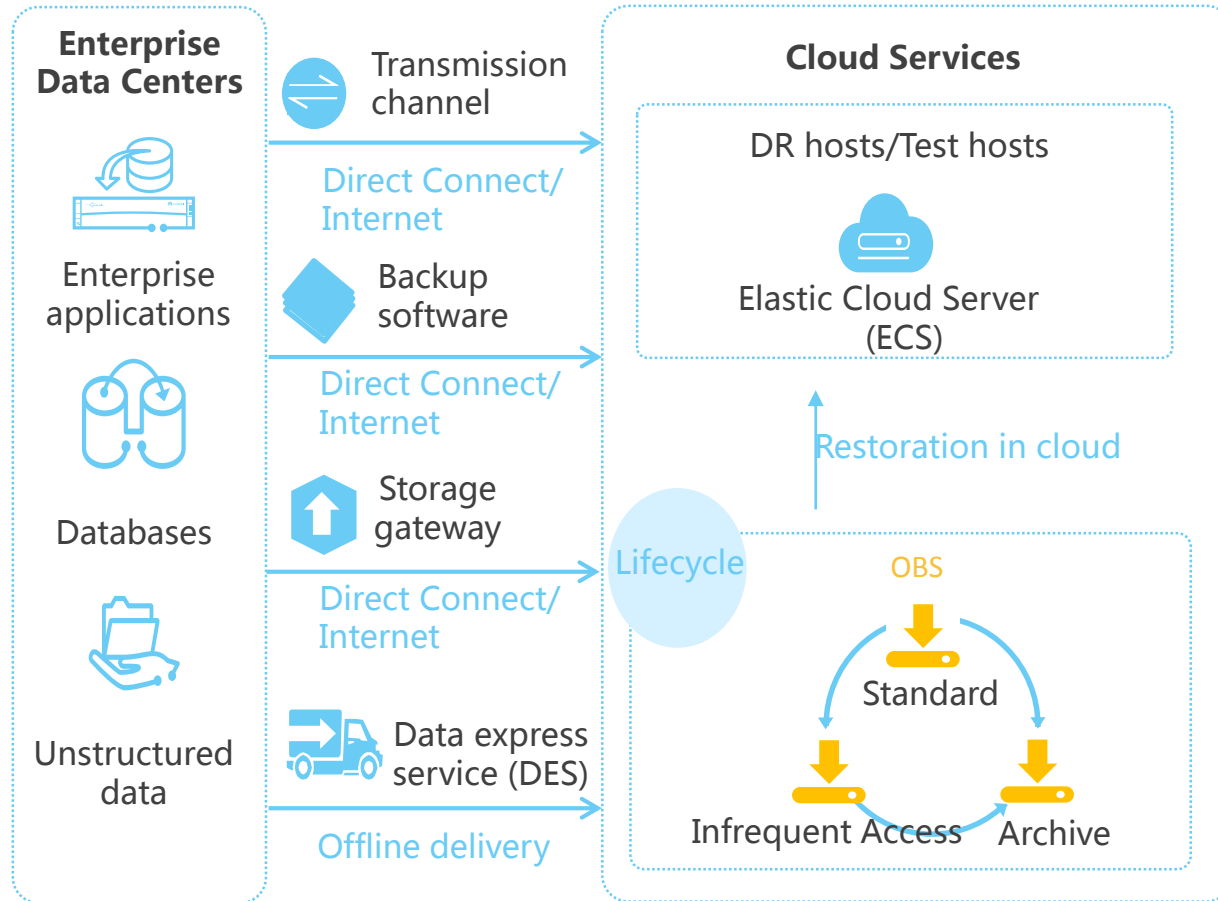 Enterprise
Data Centers
Enterprise
applications
Databases
Unstructured
data
Transmission
channel
Direct Connect/
Internet
Backup
software
Direct Connect/
Internet
Storage
gateway
Direct Connect/
Internet
Data express
service (DES)
Offline delivery
Cloud Services
DR hosts/Test hosts
Elastic Cloud Server
(ECS)
Restoration in cloud
Lifecycle
OBS
Standard
Infrequent Access
Archive